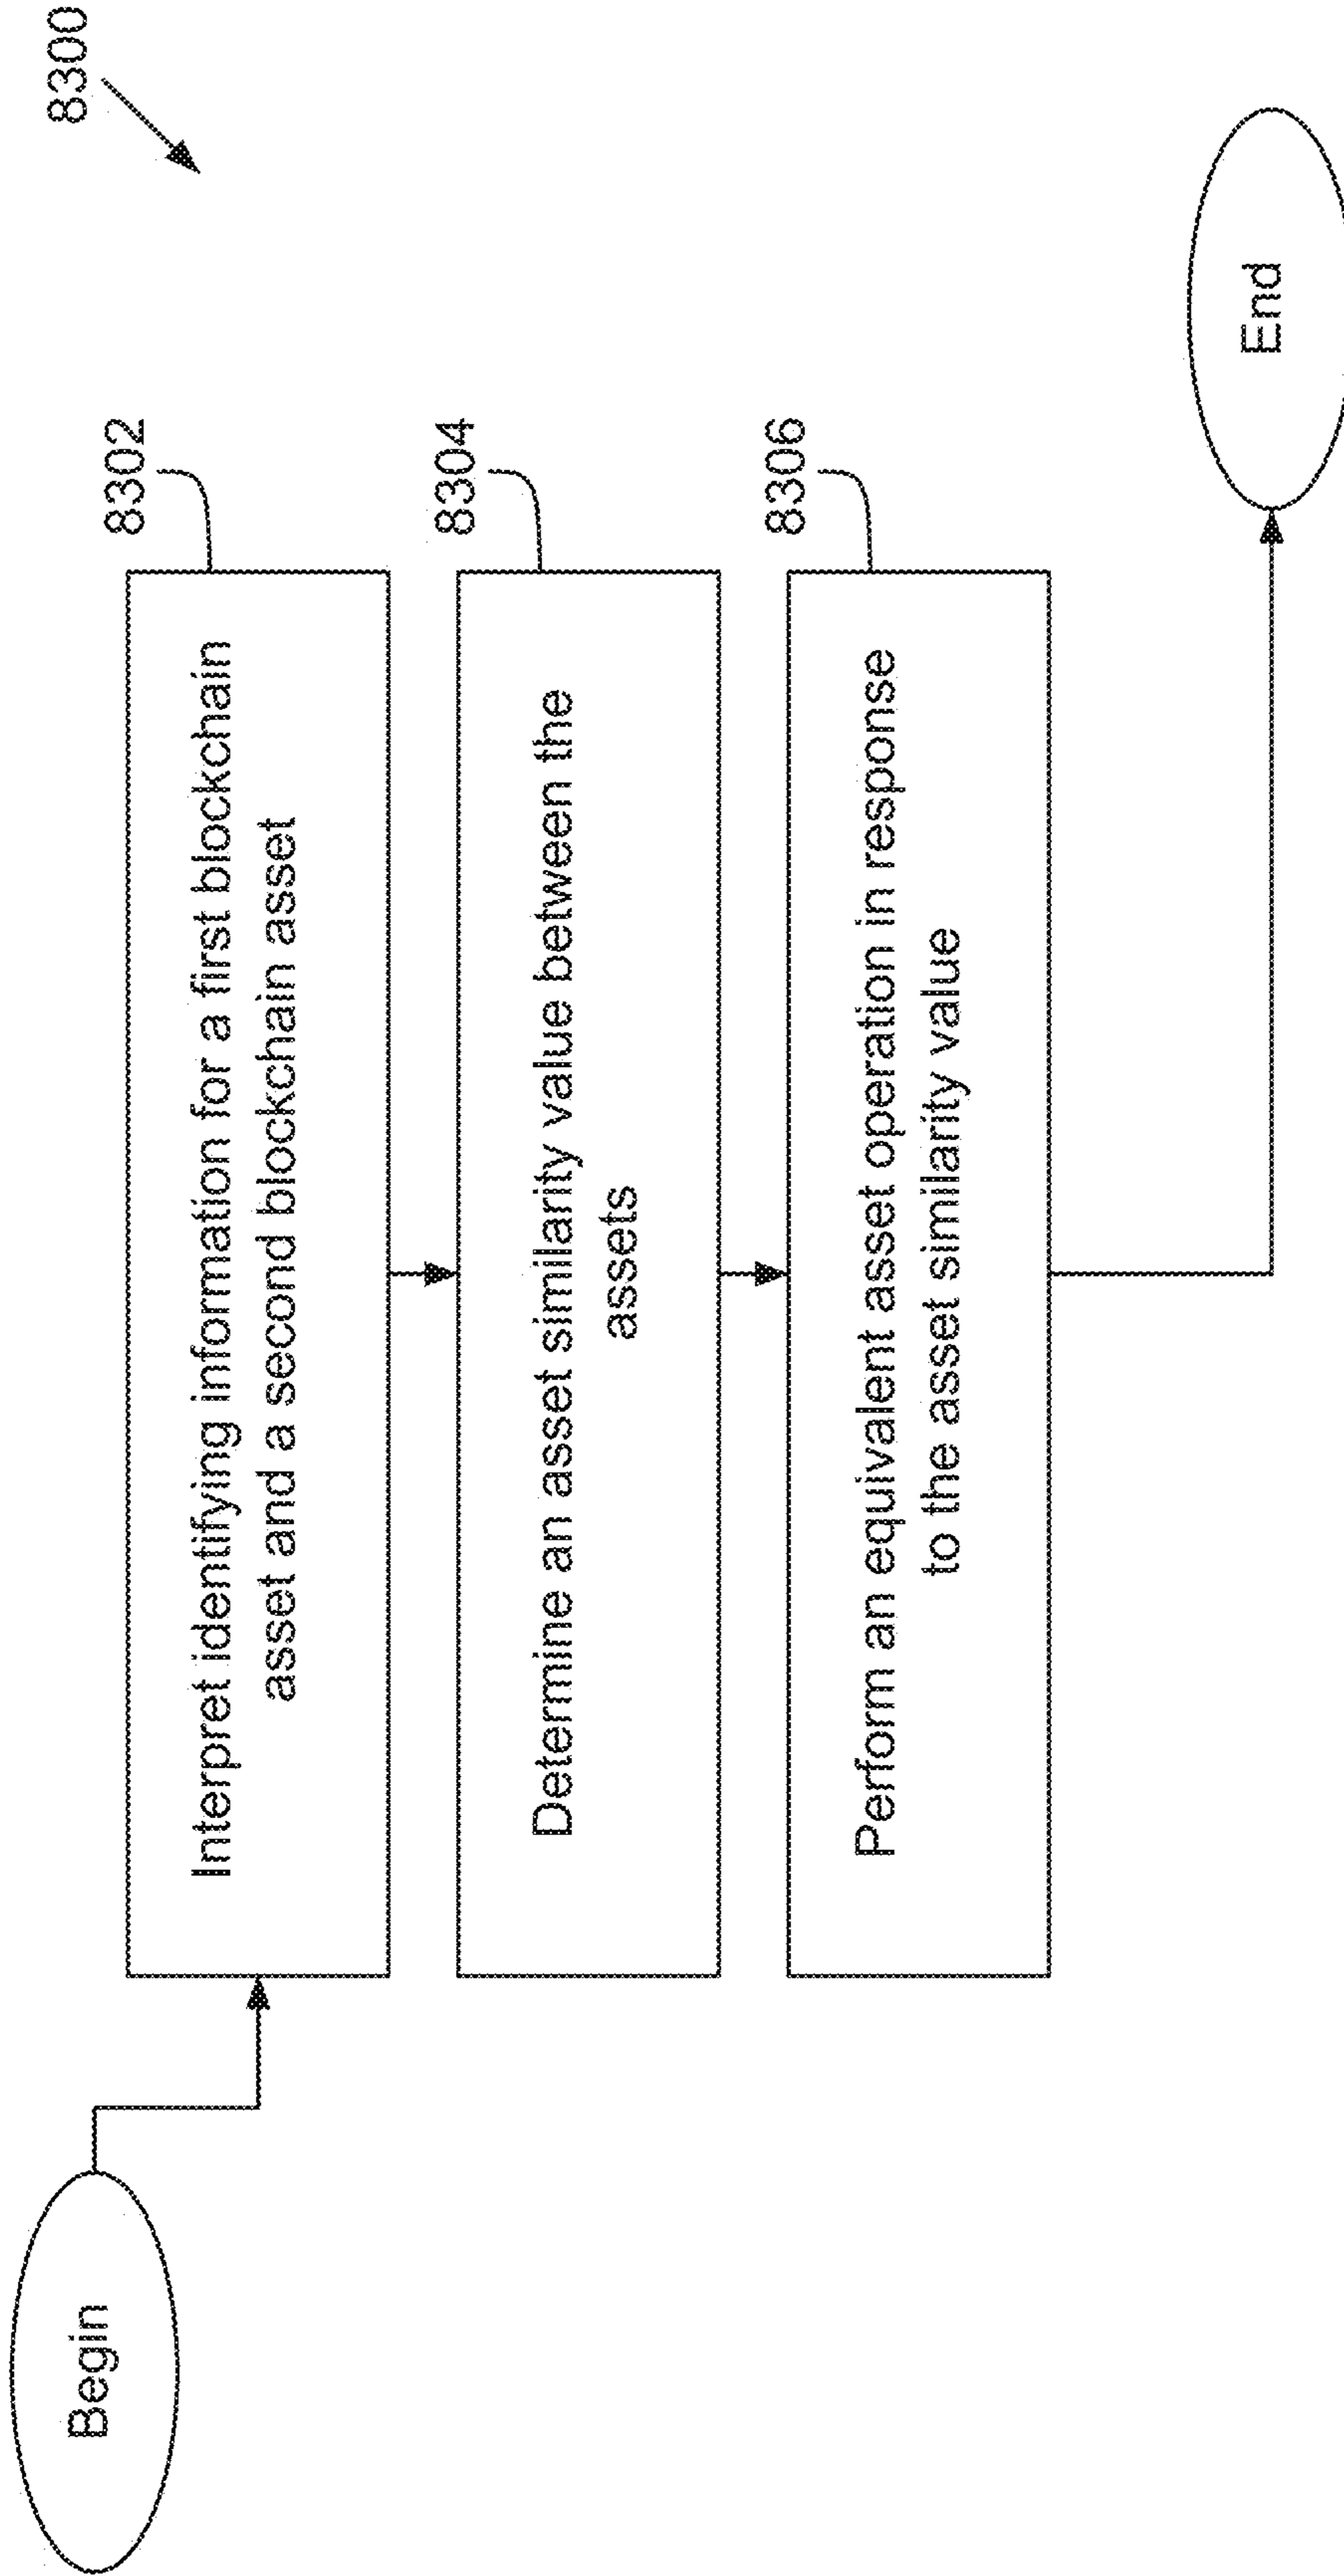 8300
Begin
8302
Interpret identifying information for a first blockchain
asset and a second blockchain asset
8304
Determine an asset similarity value between the
assets
8306
Perform an equivalent asset operation in response
to the asset similarity value
End